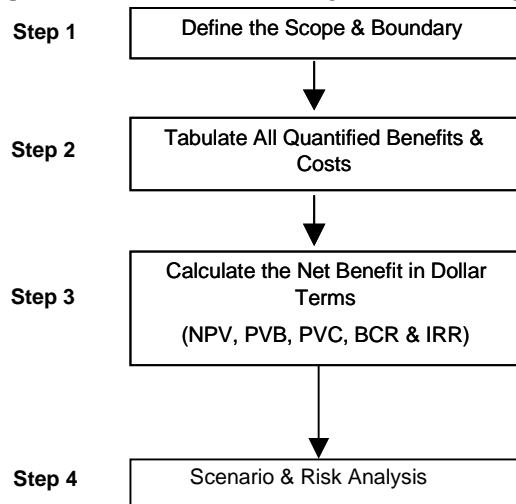 Step 1
Define the Scope & Boundary
Step 2
Tabulate All Quantified Benefits &
Costs
Step 3
Calculate the Net Benefit in Dollar
Terms
(NPV, PVB, PVC, BCR & IRR)
Step 4
Scenario & Risk Analysis